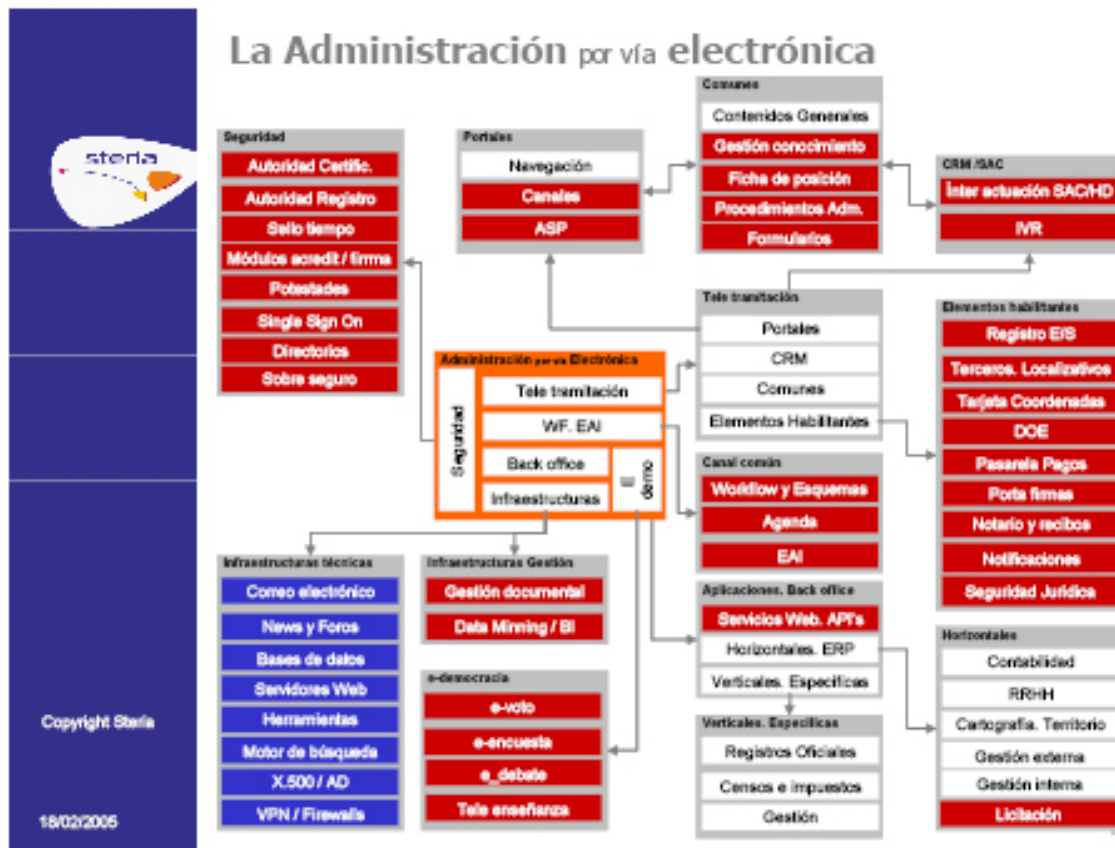 La Administración por vía electrónica
steria
Copyright Steria
18/02/2005
Seguridad
Autoridad Certific.
Autoridad Registro
Sello tiempo
Módulos acredit / firma
Potestades
Single Sign On
Directorios
Sobre seguro
Portales
Navegación
Canales
ASP
Comunes
Contenidos Generales
Gestión conocimiento
Ficha de posición
Procedimientos Adm.
Formularios
CRM /SAC
Inter actuación SAC/HD
IVR
Tele tramitación
Portales
CRM
Comunes
Elementos Habilitantes
Elementos habilitantes
Registro E/S
Terceros. Localizativos
Tarjeta Coordenadas
DOE
Pasarela Pagos
Porta firmas
Notario y recibos
Notificaciones
Seguridad Jurídica
Administración por vía Electrónica
Seguridad
Tele tramitación
WF. EAI
Back office
Infraestructuras
E demo
Canal común
Workflow y Esquemas
Agenda
EAI
Infraestructuras técnicas
Correo electrónico
News y Foros
Bases de datos
Servidores Web
Herramientas
Motor de búsqueda
X.500 / AD
VPN / Firewalls
Infraestructuras Gestión
Gestión documental
Data Minning / BI
e-democracia
e-voto
e-encuesta
e_debate
Tele enseñanza
Aplicaciones. Back office
Servicios Web. API's
Horizontales. ERP
Verticales. Específicas
Verticales. Específicas
Registros Oficiales
Censos e impuestos
Gestión
Horizontales
Contabilidad
RRHH
Cartografía. Territorio
Gestión externa
Gestión interna
Licitación